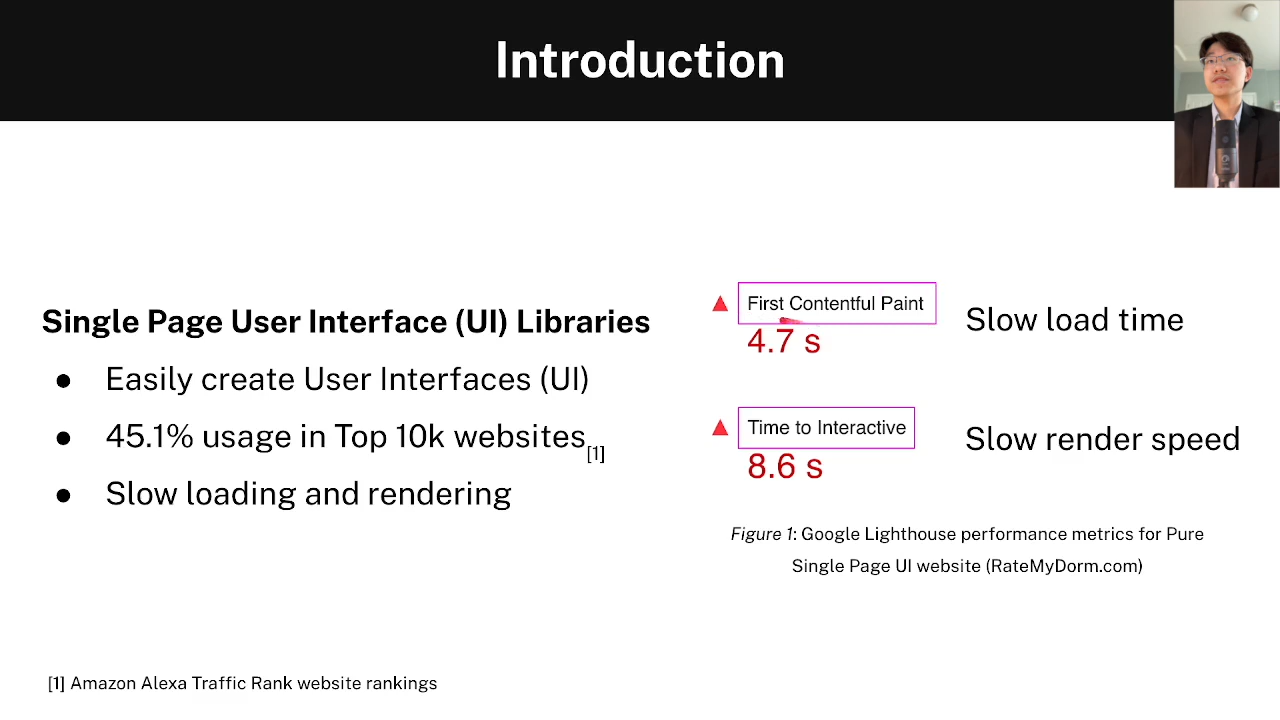 Introduction
Single Page User Interface (UI) Libraries
● Easily create User Interfaces (UI)
● 45.1% usage in Top 10k websites[1]
● Slow loading and rendering
First Contentful Paint
4.7 s
Slow load time
Time to Interactive
8.6 s
Slow render speed
Figure 1: Google Lighthouse performance metrics for Pure
Single Page UI website (RateMyDorm.com)
[1] Amazon Alexa Traffic Rank website rankings